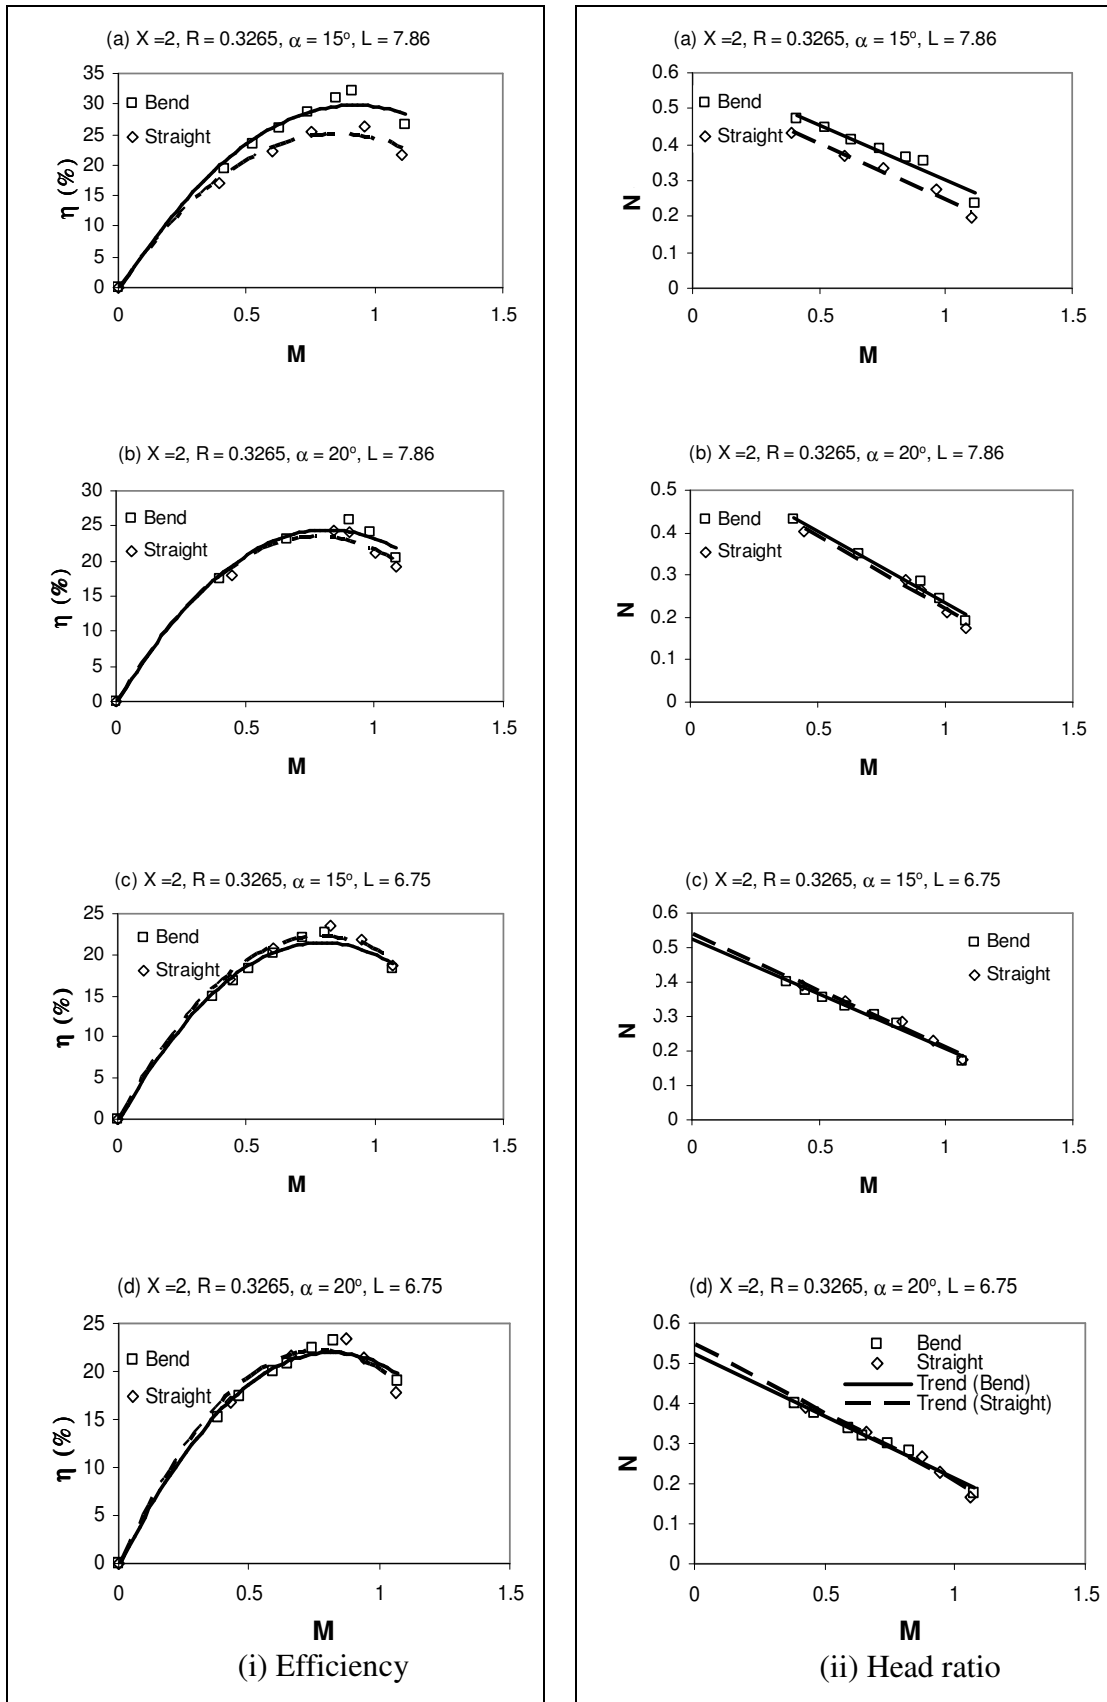 (a) X =2, R = 0.3265, α = 15°, L = 7.86
35
30
25
20
15
10
5
0
η (%)
Bend
Straight
0 0.5 1 1.5
M
(b) X =2, R = 0.3265, α = 20°, L = 7.86
30
25
20
15
10
5
0
η (%)
Bend
Straight
0 0.5 1 1.5
M
(c) X =2, R = 0.3265, α = 15°, L = 6.75
25
20
15
10
5
0
η (%)
Bend
Straight
0 0.5 1 1.5
M
(d) X =2, R = 0.3265, α = 20°, L = 6.75
25
20
15
10
5
0
η (%)
Bend
Straight
0 0.5 1 1.5
M
(i) Efficiency
(a) X =2, R = 0.3265, α = 15°, L = 7.86
0.6
0.5
0.4
0.3
0.2
0.1
0
N
Bend
Straight
0 0.5 1 1.5
M
(b) X =2, R = 0.3265, α = 20°, L = 7.86
0.5
0.4
0.3
0.2
0.1
0
N
Bend
Straight
0 0.5 1 1.5
M
(c) X =2, R = 0.3265, α = 15°, L = 6.75
0.6
0.5
0.4
0.3
0.2
0.1
0
N
Bend
Straight
0 0.5 1 1.5
M
(d) X =2, R = 0.3265, α = 20°, L = 6.75
0.6
0.5
0.4
0.3
0.2
0.1
0
N
Bend
Straight
Trend (Bend)
Trend (Straight)
0 0.5 1 1.5
M
(ii) Head ratio